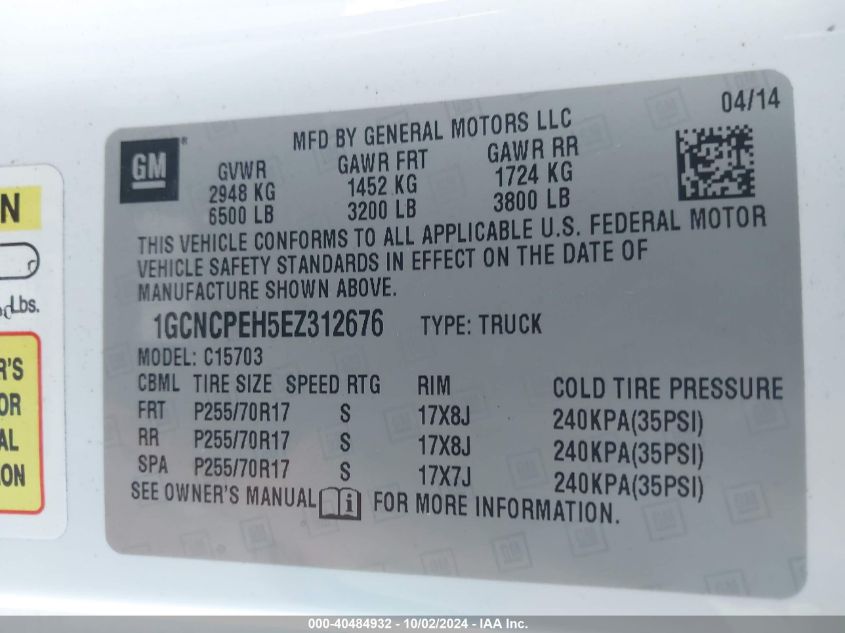 04/14
GM ®
MFD BY GENERAL MOTORS LLC
GVWR GAWR FRT GAWR RR
2948 KG 1452 KG 1724 KG
6500 LB 3200 LB 3800 LB
THIS VEHICLE CONFORMS TO ALL APPLICABLE U.S. FEDERAL MOTOR
VEHICLE SAFETY STANDARDS IN EFFECT ON THE DATE OF
MANUFACTURE SHOWN ABOVE.
1GCNCPEH5EZ312676 TYPE: TRUCK
MODEL: C15703
CBML TIRE SIZE SPEED RTG RIM COLD TIRE PRESSURE
FRT P255/70R17 S 17X8J 240KPA(35PSI)
RR P255/70R17 S 17X8J 240KPA(35PSI)
SPA P255/70R17 S 17X7J 240KPA(35PSI)
SEE OWNER'S MANUAL i FOR MORE INFORMATION.
N
Lbs.
R'S
OR
AL
ON
000-40484932 - 10/02/2024 - IAA Inc.